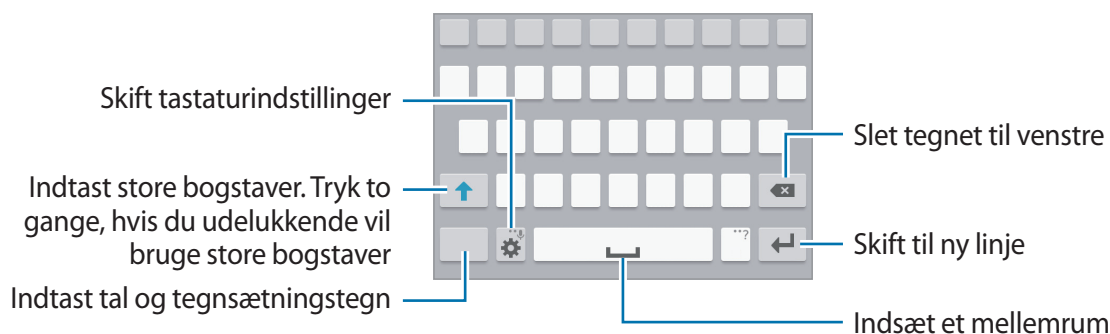 Skift tastaturindstillinger
Slet tegnet til venstre
Indtast store bogstaver. Tryk to
gange, hvis du udelukkende vil
bruge store bogstaver
Skift til ny linje
Indtast tal og tegnsætningstegn
Indsæt et mellemrum